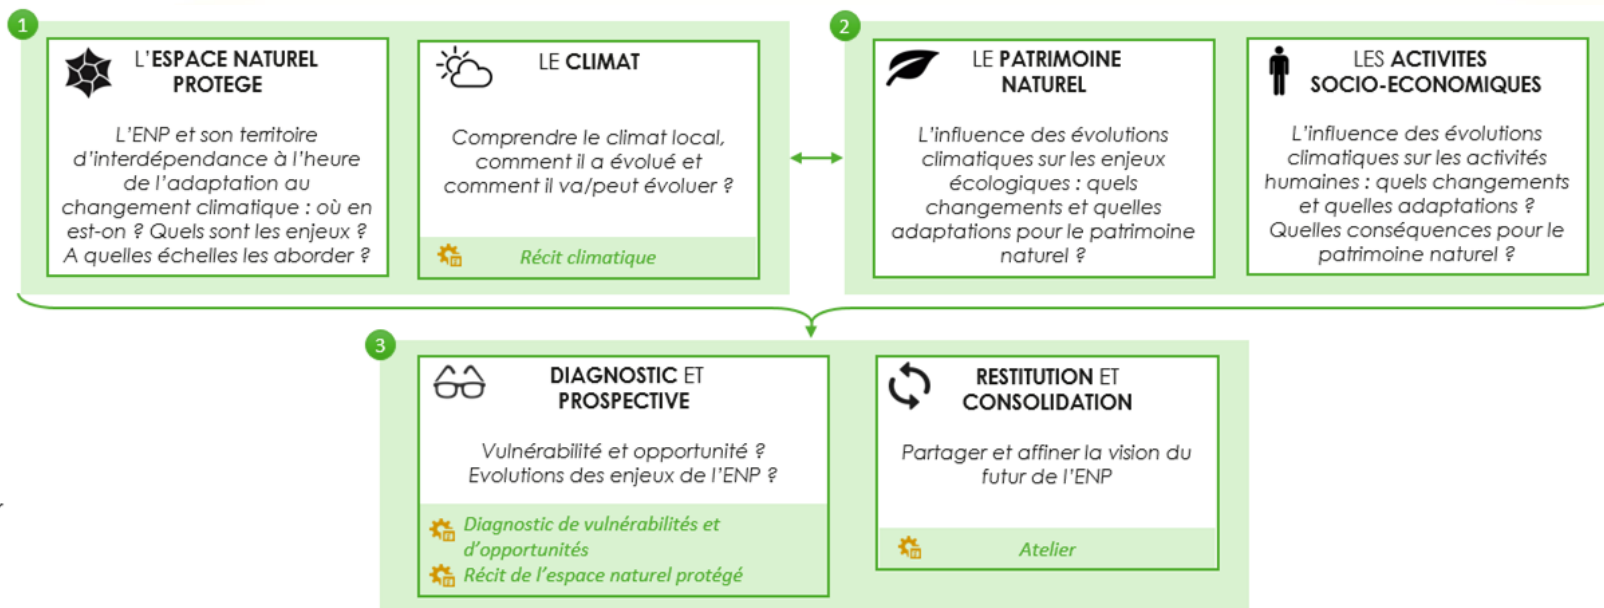 1
L'ESPACE NATUREL
PROTEGE
L'ENP et son territoire
d'interdépendance à l'heure
de l'adaptation au
changement climatique : où en
est-on ? Quels sont les enjeux ?
A quelles échelles les aborder ?
LE CLIMAT
Comprendre le climat local,
comment il a évolué et
comment il va/peut évoluer ?
Récit climatique
2
LE PATRIMOINE
NATUREL
L'influence des évolutions
climatiques sur les enjeux
écologiques : quels
changements et quelles
adaptations pour le patrimoine
naturel ?
LES ACTIVITES
SOCIO-ECONOMIQUES
L'influence des évolutions
climatiques sur les activités
humaines : quels changements
et quelles adaptations ?
Quelles conséquences pour le
patrimoine naturel ?
3
DIAGNOSTIC ET
PROSPECTIVE
Vulnérabilité et opportunité ?
Evolutions des enjeux de l'ENP ?
Diagnostic de vulnérabilités et
d'opportunités
Récit de l'espace naturel protégé
RESTITUTION ET
CONSOLIDATION
Partager et affiner la vision du
futur de l'ENP
Atelier